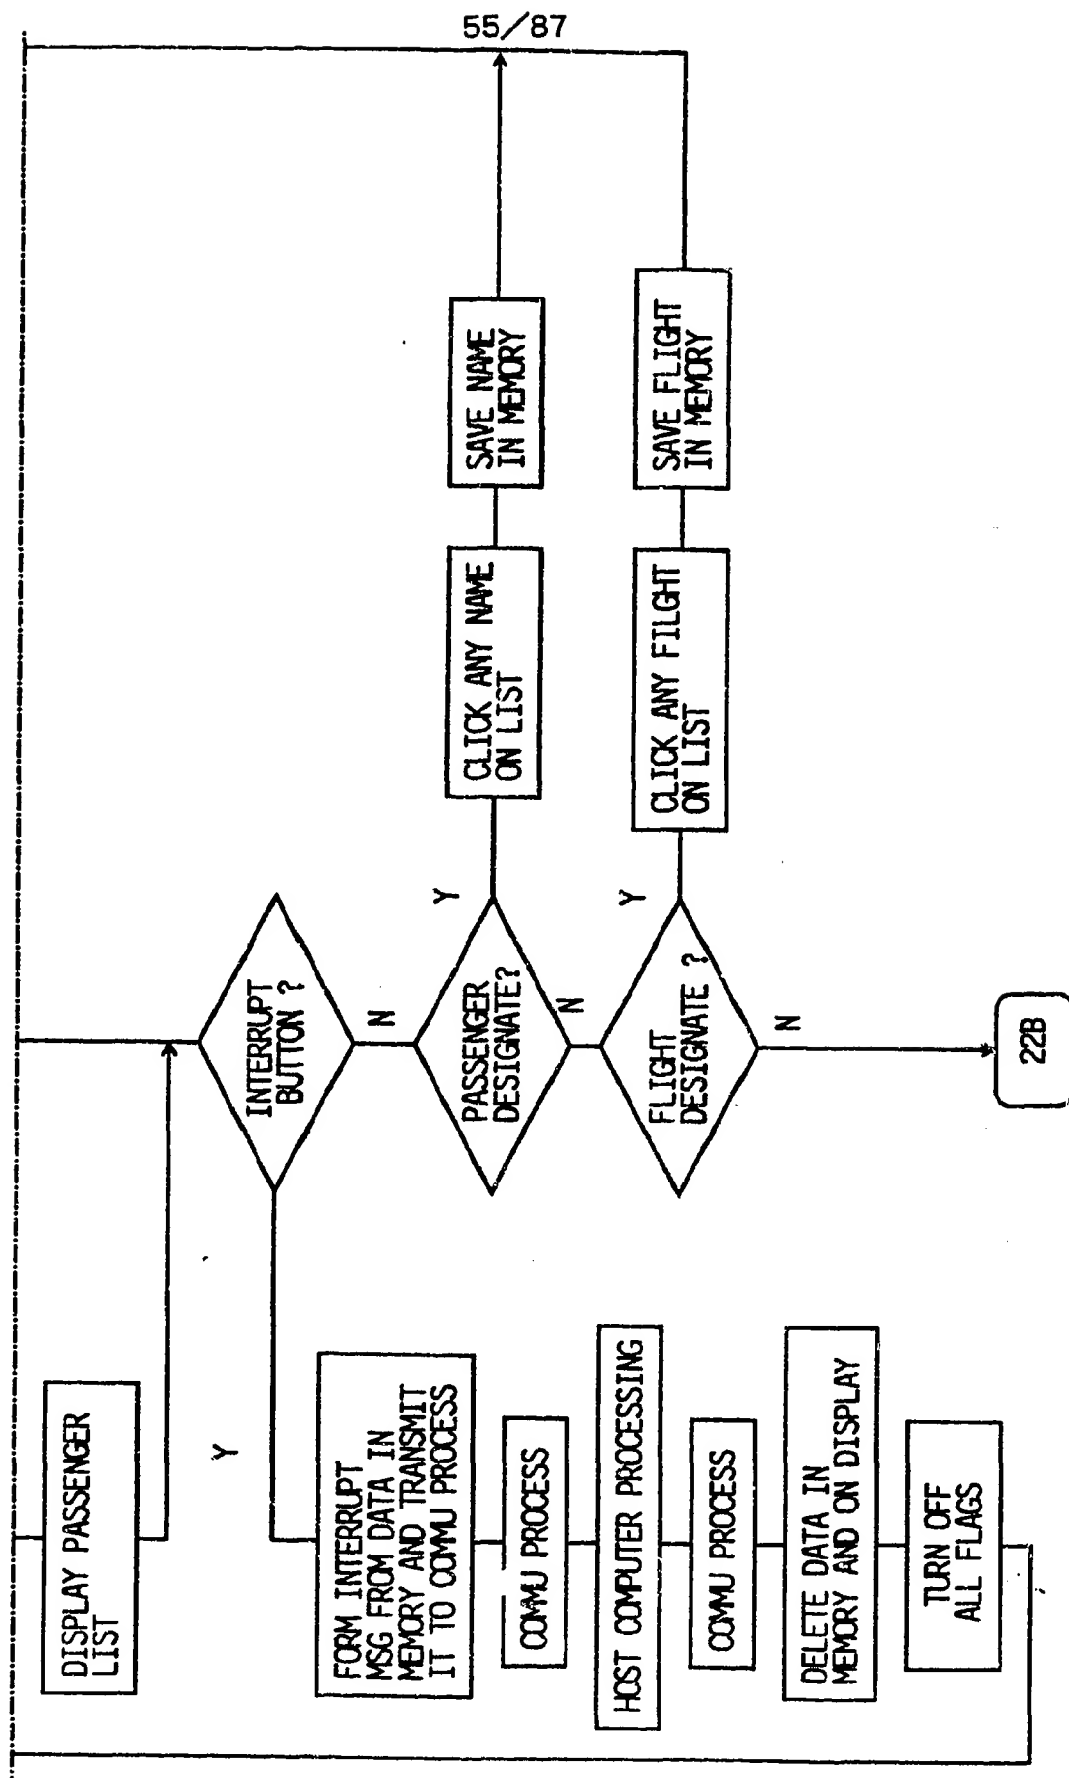 55/87
DISPLAY PASSENGER
LIST
Y
INTERRUPT
BUTTON ?
N
FORM INTERRUPT
MSG FROM DATA IN
MEMORY AND TRANSMIT
IT TO COMMU PROCESS
COMMU PROCESS
HOST COMPUTER PROCESSING
COMMU PROCESS
DELETE DATA IN
MEMORY AND ON DISPLAY
TURN OFF
ALL FLAGS
PASSENGER
DESIGNATE?
Y
N
CLICK ANY NAME
ON LIST
SAVE NAME
IN MEMORY
FLIGHT
DESIGNATE ?
Y
N
CLICK ANY FILGHT
ON LIST
SAVE FLIGHT
IN MEMORY
22B